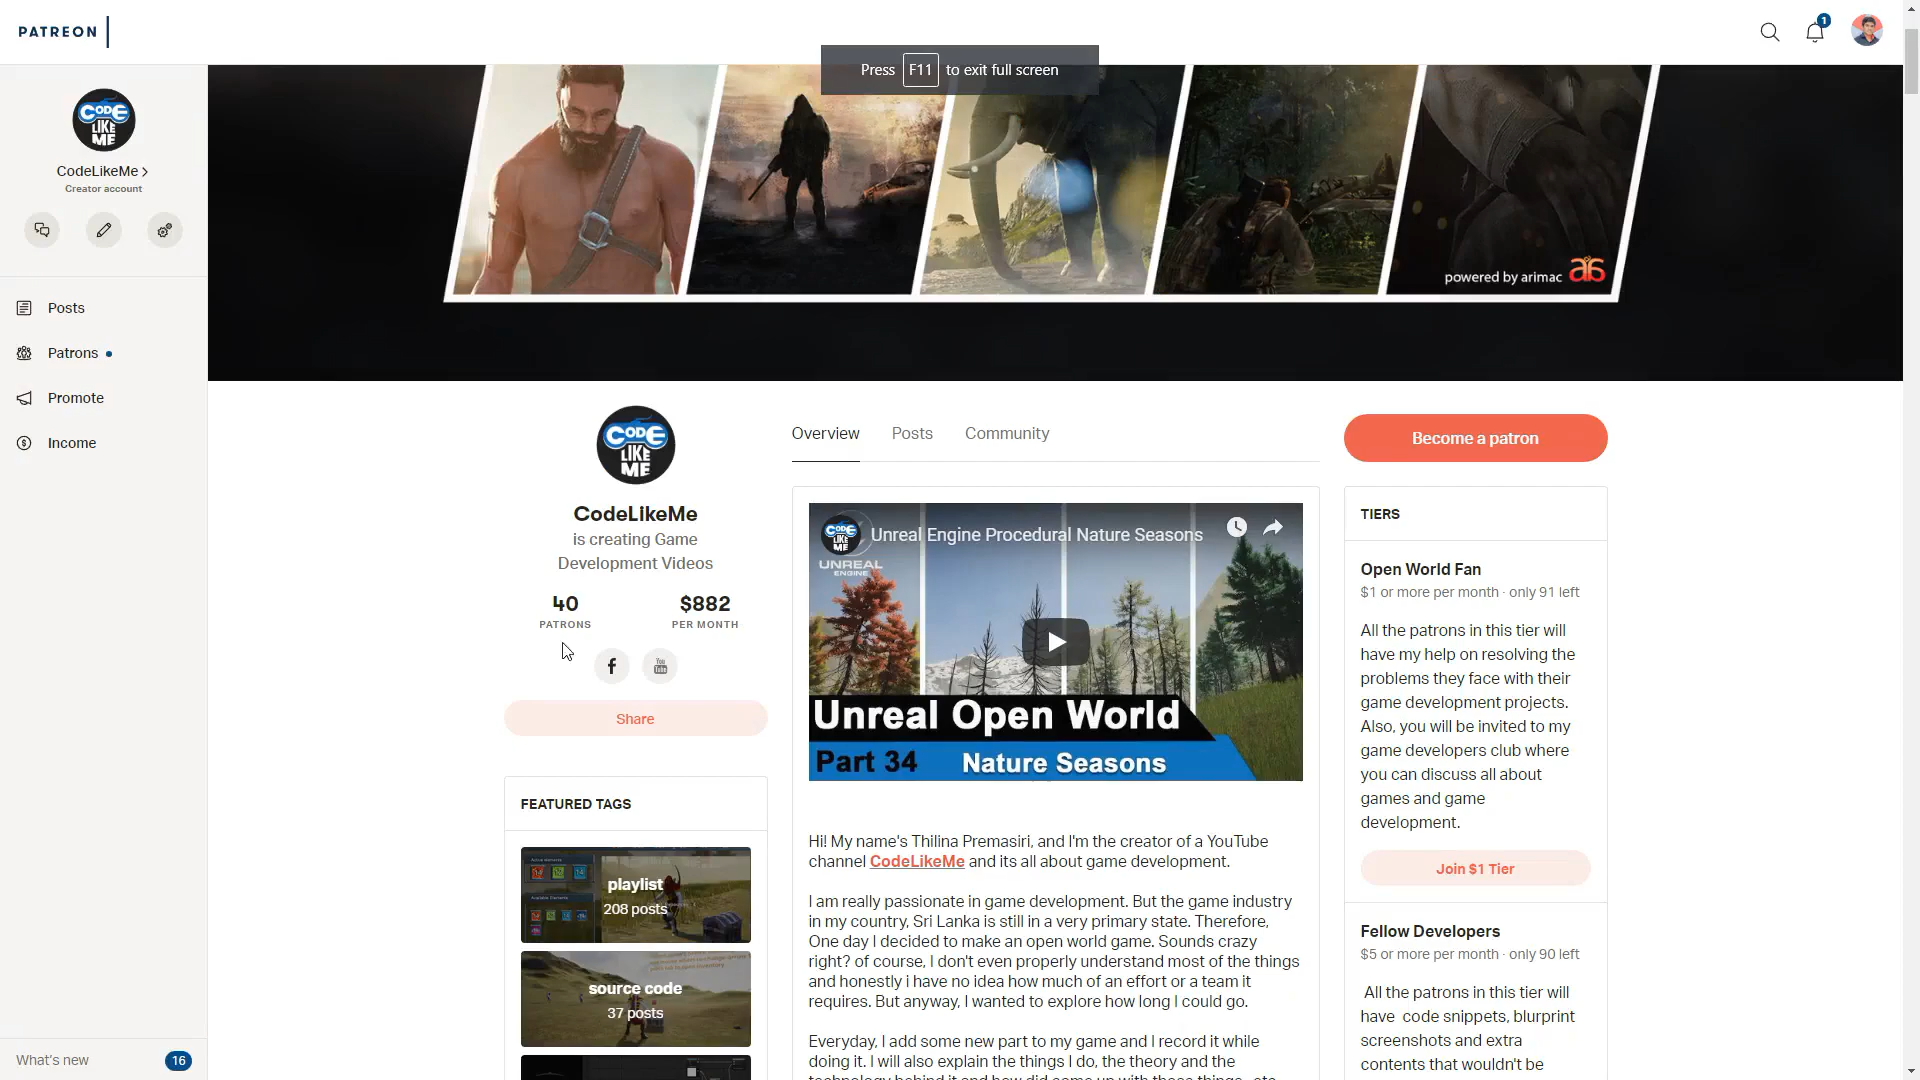 PATREON
1
Press F11 to exit full screen
CODE LIKE ME
CodeLikeMe
Creator account
powered by arimac
Posts
Patrons
Promote
Income
What's new
16
CODE LIKE ME
CodeLikeMe
is creating Game
Development Videos
40
PATRONS
$882
PER MONTH
Share
FEATURED TAGS
playlist
208 posts
source code
37 posts
Overview
Posts
Community
CODE LIKE ME
Unreal Engine Procedural Nature Seasons
UNREAL
ENGINE
Unreal Open World
Part 34 Nature Seasons
Hi! My name's Thilina Premasiri, and I'm the creator of a YouTube
channel CodeLikeMe and its all about game development.
I am really passionate in game development. But the game industry
in my country, Sri Lanka is still in a very primary state. Therefore,
One day I decided to make an open world game. Sounds crazy
right? of course, I don't even properly understand most of the things
and honestly i have no idea how much of an effort or a team it
requires. But anyway, I wanted to explore how long I could go.
Everyday, I add some new part to my game and I record it while
doing it. I will also explain the things I do, the theory and the
Become a patron
TIERS
Open World Fan
$1 or more per month · only 91 left
All the patrons in this tier will
have my help on resolving the
problems they face with their
game development projects.
Also, you will be invited to my
game developers club where
you can discuss all about
games and game
development.
Join $1 Tier
Fellow Developers
$5 or more per month · only 90 left
All the patrons in this tier will
have code snippets, blurprint
screenshots and extra
contents that wouldn't be